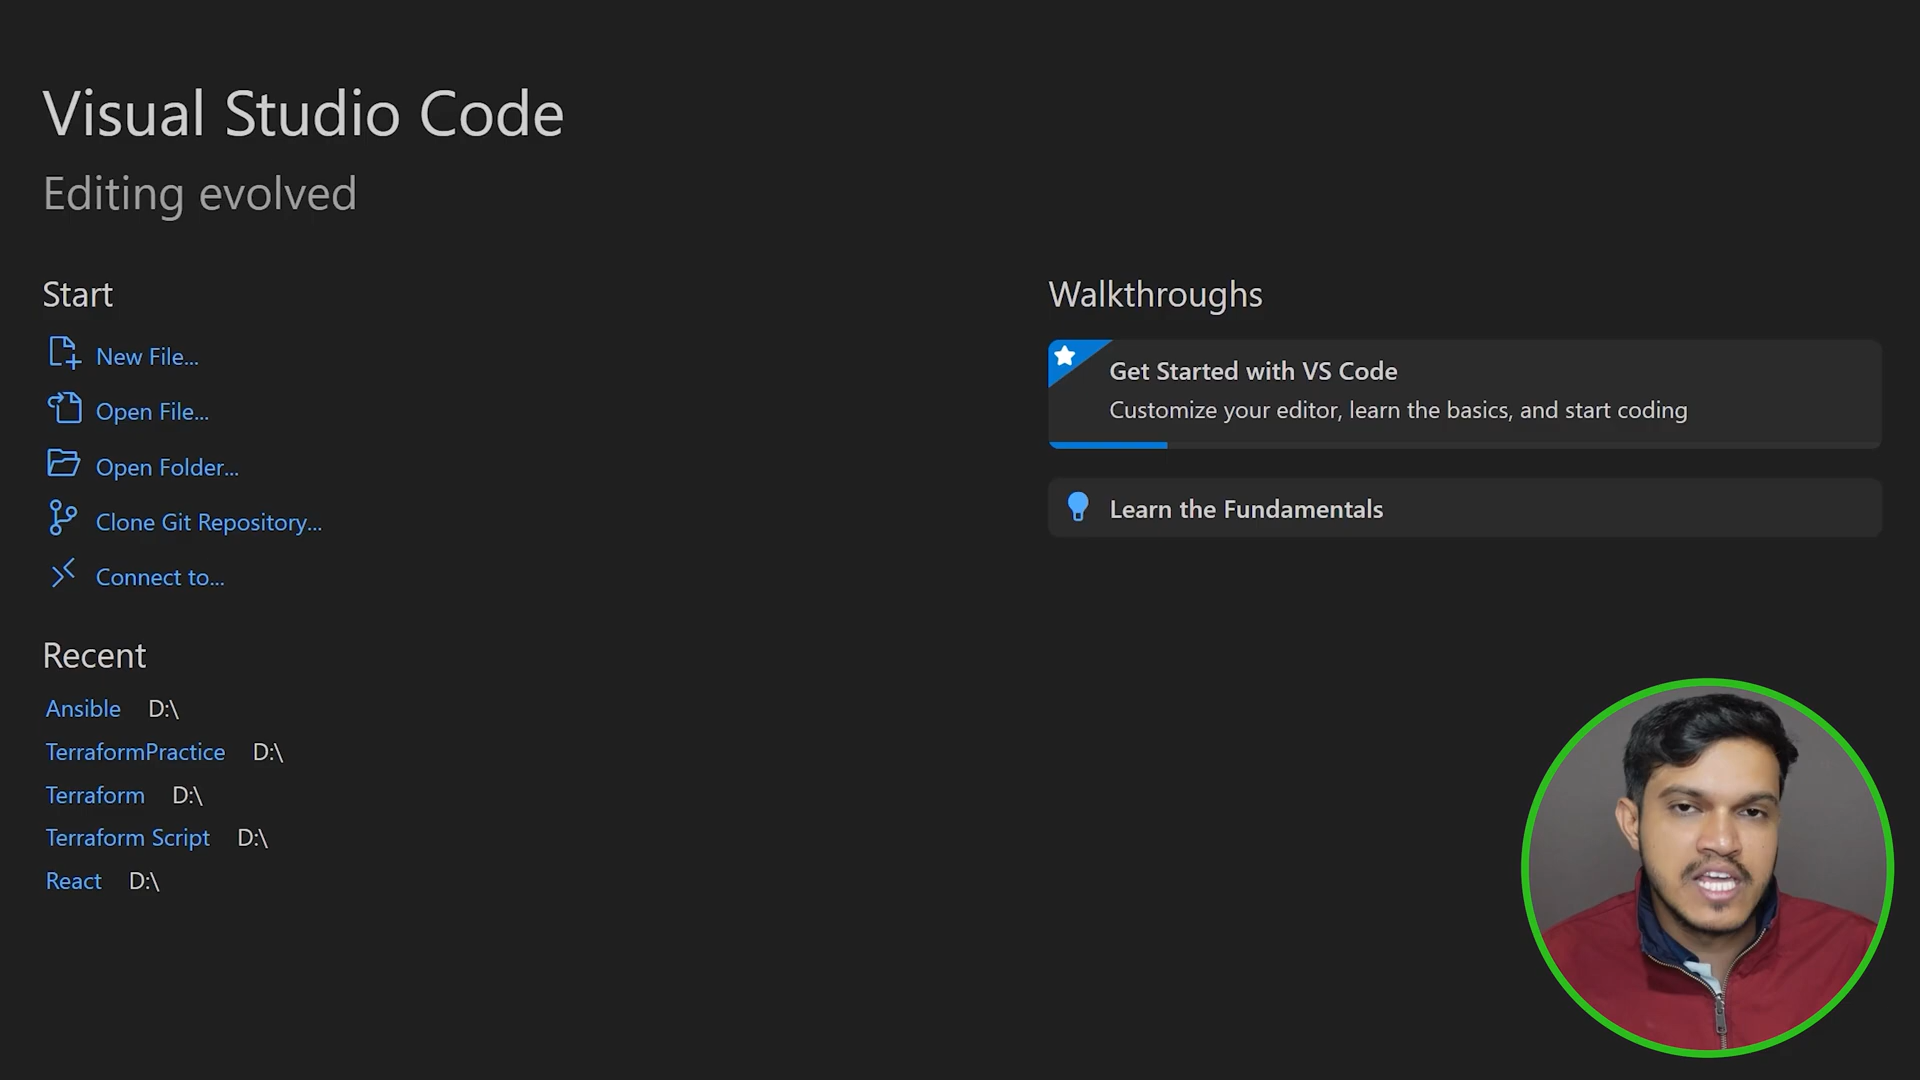 Visual Studio Code
Editing evolved
Start
New File...
Open File...
Open Folder...
Clone Git Repository...
Connect to...
Recent
Ansible D:\
TerraformPractice D:\
Terraform D:\
Terraform Script D:\
React D:\
Walkthroughs
Get Started with VS Code
Customize your editor, learn the basics, and start coding
Learn the Fundamentals